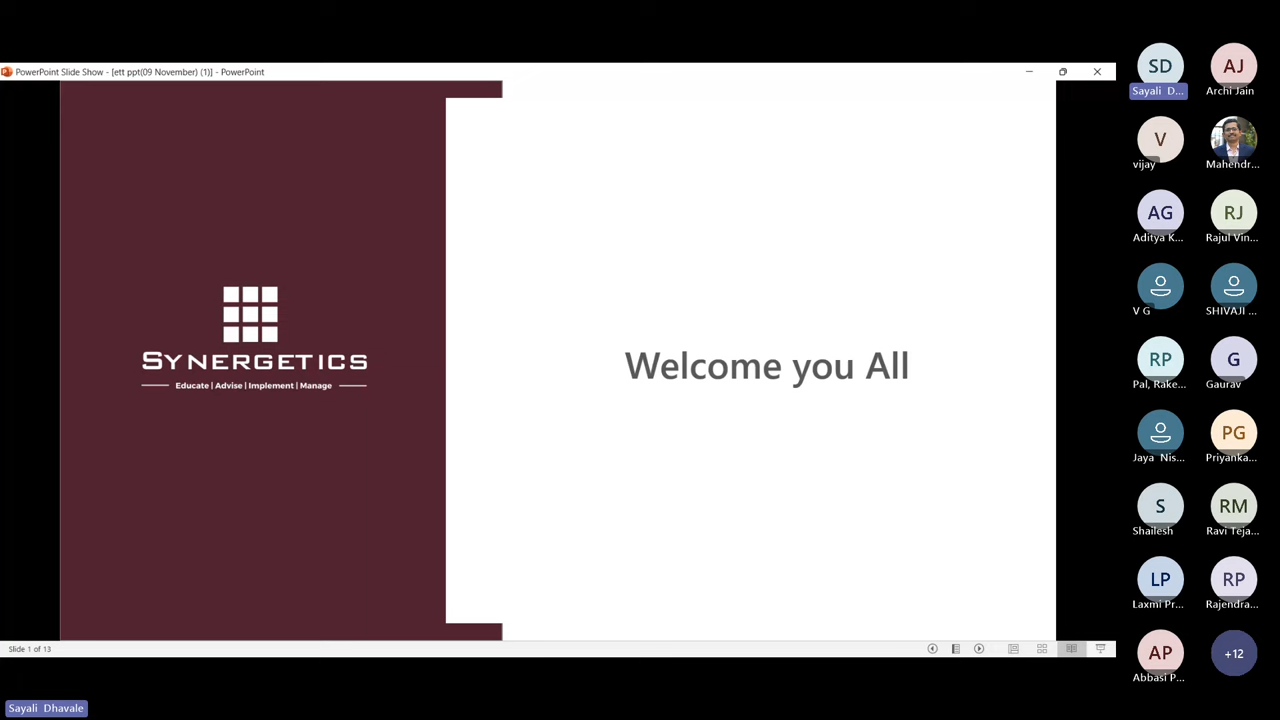 PowerPoint Slide Show - [ett ppt(09 November) (1)] - PowerPoint
SYNERGETICS
Educate | Advise | Implement | Manage
Welcome you All
Slide 1 of 13
SD
Sayali D...
AJ
Archi Jain
V
vijay
Mahendr...
AG
Aditya K...
RJ
Rajul Vin...
V G
SHIVAJI ...
RP
Pal, Rake...
G
Gaurav
Jaya Nis...
PG
Priyanka...
S
Shailesh
RM
Ravi Teja...
LP
Laxmi Pr...
RP
Rajendra...
AP
Abbasi P...
+12
Sayali Dhavale